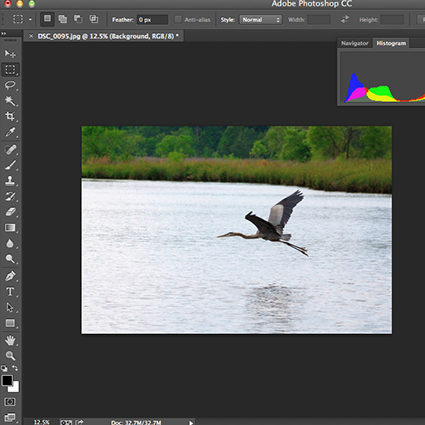 Adobe Photoshop CC
Feather: 0 px Anti-alias Style: Normal Width: Height:
× DSC_0095.jpg @ 12.5% (Background, RGB/8) *
Navigator Histogram
T
12.5% Doc: 32.7M/32.7M